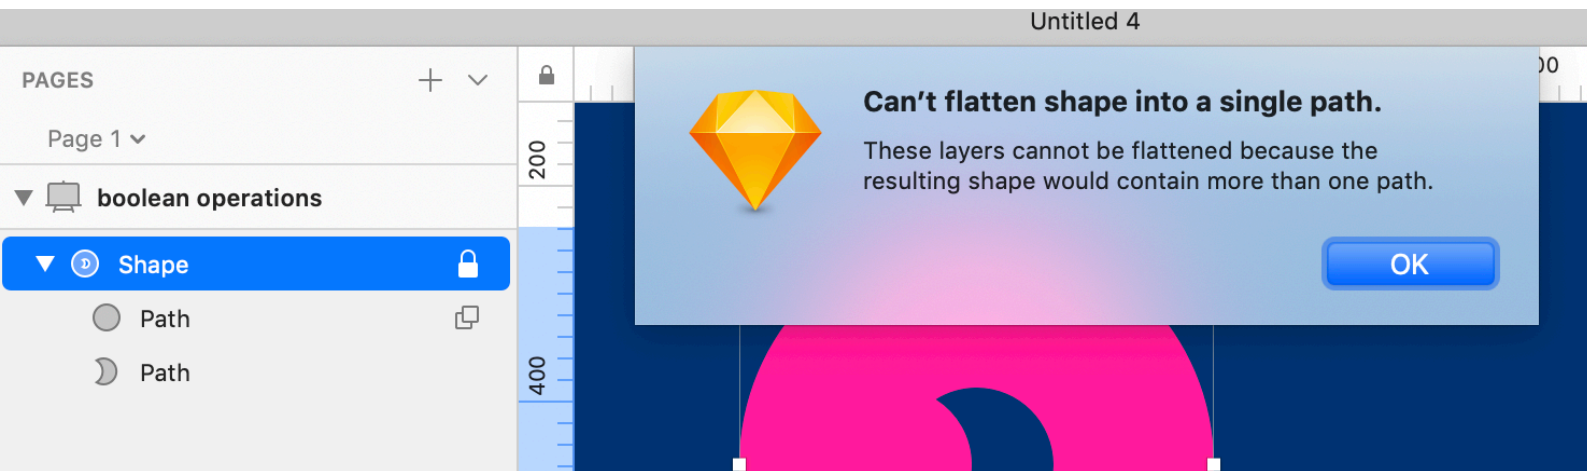 Untitled 4
PAGES
Page 1
boolean operations
Shape
Path
Path
200
400
00
Can't flatten shape into a single path.
These layers cannot be flattened because the
resulting shape would contain more than one path.
OK